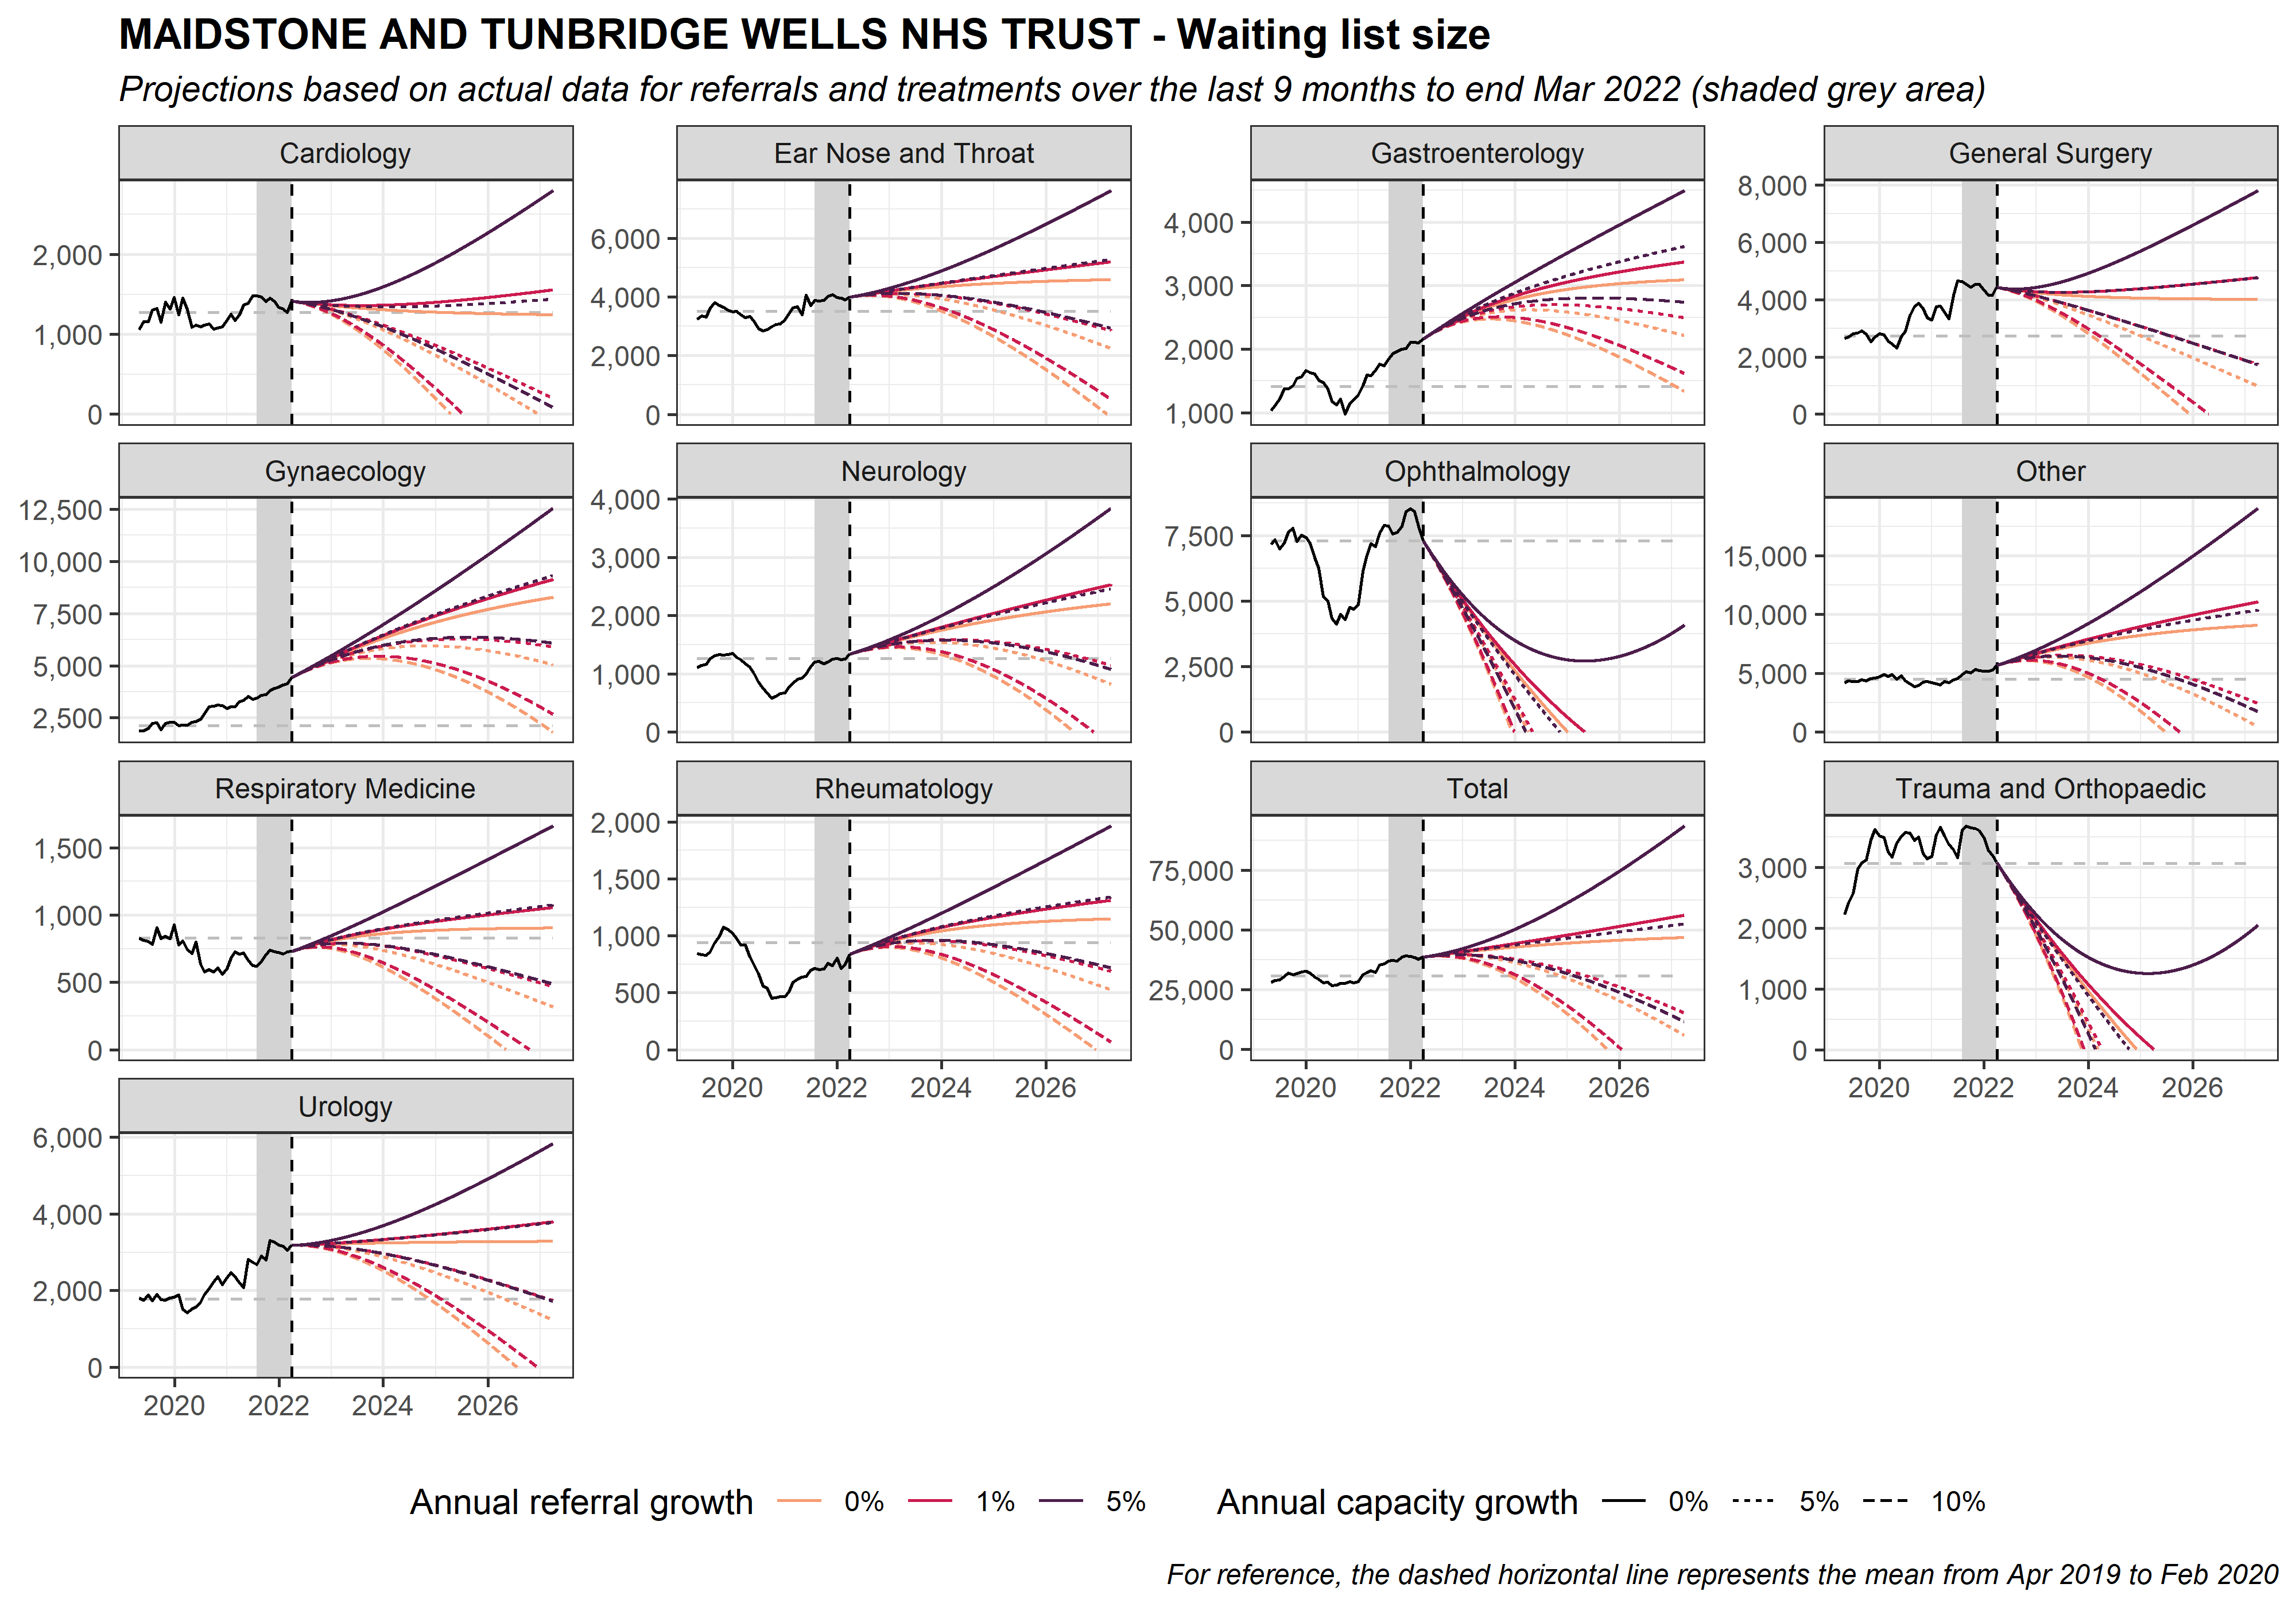 MAIDSTONE AND TUNBRIDGE WELLS NHS TRUST - Waiting list size
Projections based on actual data for referrals and treatments over the last 9 months to end Mar 2022 (shaded grey area)
Cardiology
2,000
1,000
0
Ear Nose and Throat
6,000
4,000
2,000
0
Gastroenterology
4,000
3,000
2,000
1,000
General Surgery
8,000
6,000
4,000
2,000
0
Gynaecology
12,500
10,000
7,500
5,000
2,500
Neurology
4,000
3,000
2,000
1,000
0
Ophthalmology
7,500
5,000
2,500
0
Other
15,000
10,000
5,000
0
Respiratory Medicine
1,500
1,000
500
0
Rheumatology
2,000
1,500
1,000
500
0
2020 2022 2024 2026
Total
75,000
50,000
25,000
0
2020 2022 2024 2026
Trauma and Orthopaedic
3,000
2,000
1,000
0
2020 2022 2024 2026
Urology
6,000
4,000
2,000
0
2020 2022 2024 2026
Annual referral growth 0% 1% 5% Annual capacity growth 0% 5% 10%
For reference, the dashed horizontal line represents the mean from Apr 2019 to Feb 2020